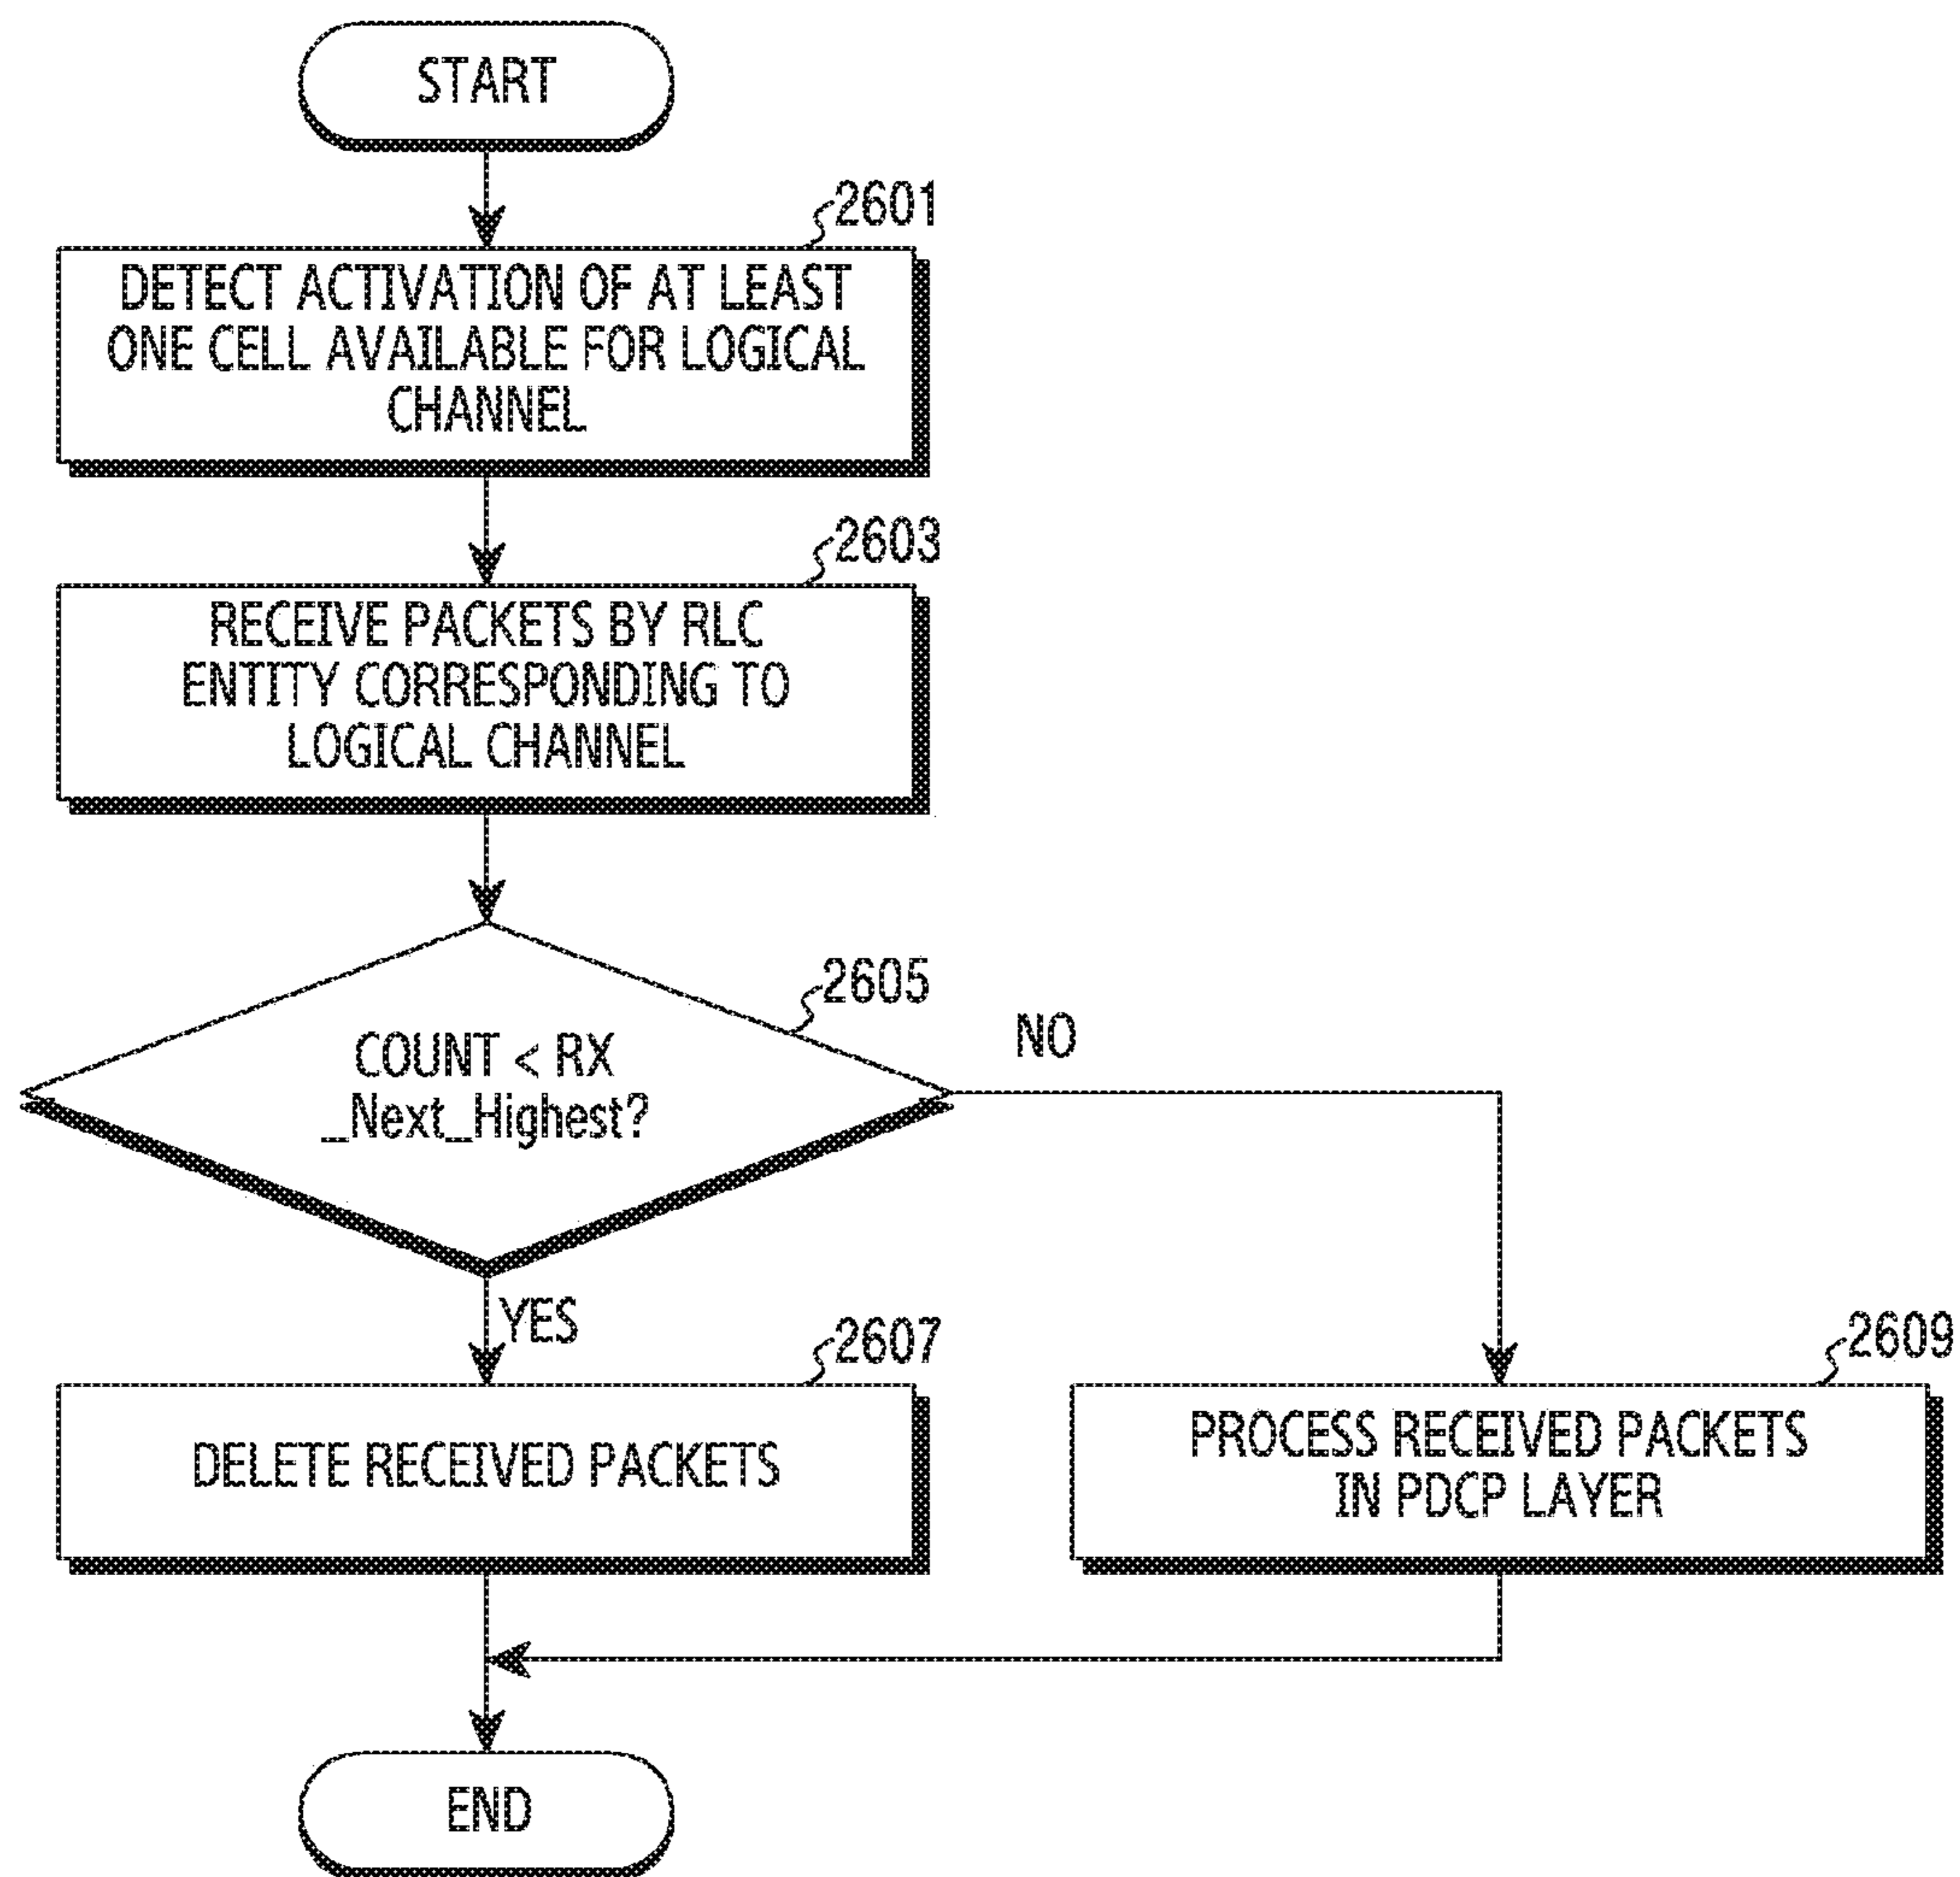 START
2601
DETECT ACTIVATION OF AT LEAST
ONE CELL AVAILABLE FOR LOGICAL
CHANNEL
2603
RECEIVE PACKETS BY RLC
ENTITY CORRESPONDING TO
LOGICAL CHANNEL
2605
COUNT < RX
_Next_Highest?
NO
YES
2607
DELETE RECEIVED PACKETS
2609
PROCESS RECEIVED PACKETS
IN PDCP LAYER
END